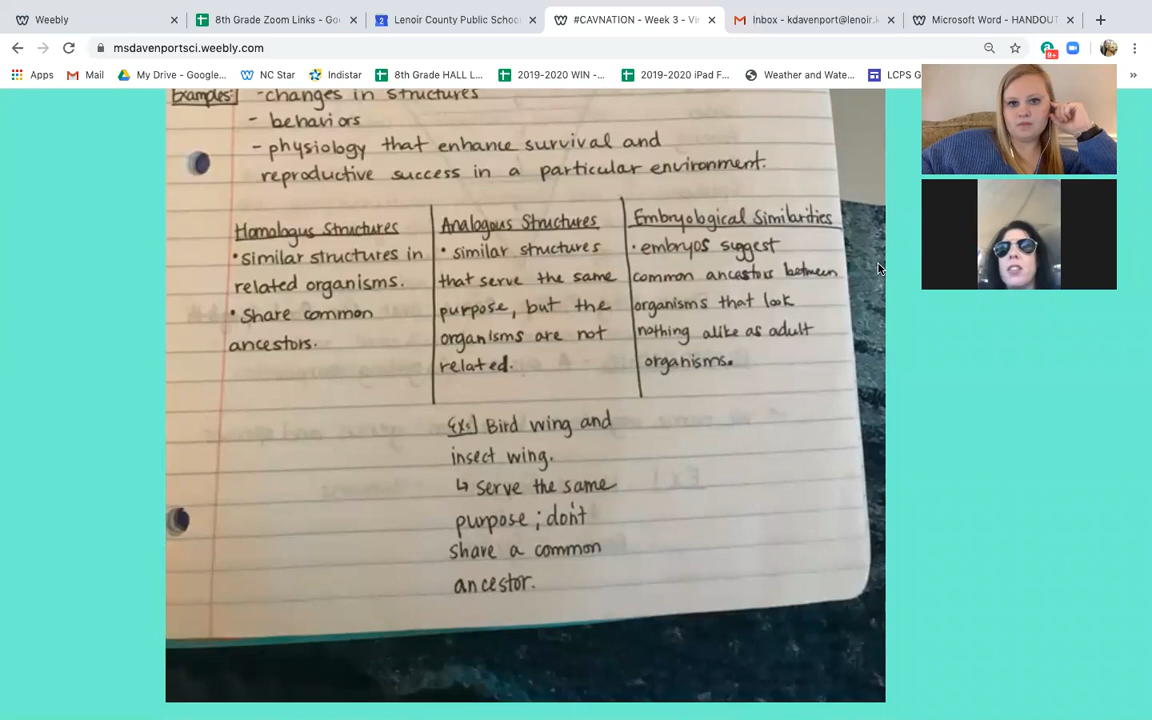 Weebly
8th Grade Zoom Links - Go
Lenoir County Public Schoo
#CAVNATION - Week 3 - Vi
Inbox - kdavenport@lenoir.k
Microsoft Word - HANDOUT
msdavenportsci.weebly.com
9+
Apps
Mail
My Drive - Google...
NC Star
Indistar
8th Grade HALL L...
2019-2020 WIN -...
2019-2020 iPad F...
Weather and Wate...
LCPS G
Examples: -changes in structures
- behaviors
- physiology that enhance survival and
reproductive success in a particular environment.
Homologus Structures
•similar structures in
related organisms.
• Share common
ancestors.
Analogous Structures
• similar structures
that serve the same
purpose, but the
organisms are not
related.
Ex:] Bird wing and
insect wing.
↳ serve the same
purpose; don't
share a common
ancestor.
Embryological Similarities
•embryos suggest
common ancestors between
organisms that look
nothing alike as adult
organisms.